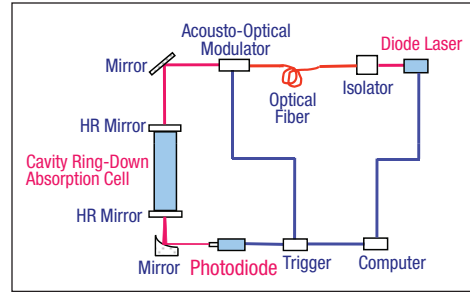 Acousto-Optical
Modulator
Diode Laser
Mirror
Isolator
Optical
Fiber
HR Mirror
Cavity Ring-Down
Absorption Cell
HR Mirror
Mirror
Photodiode
Trigger
Computer